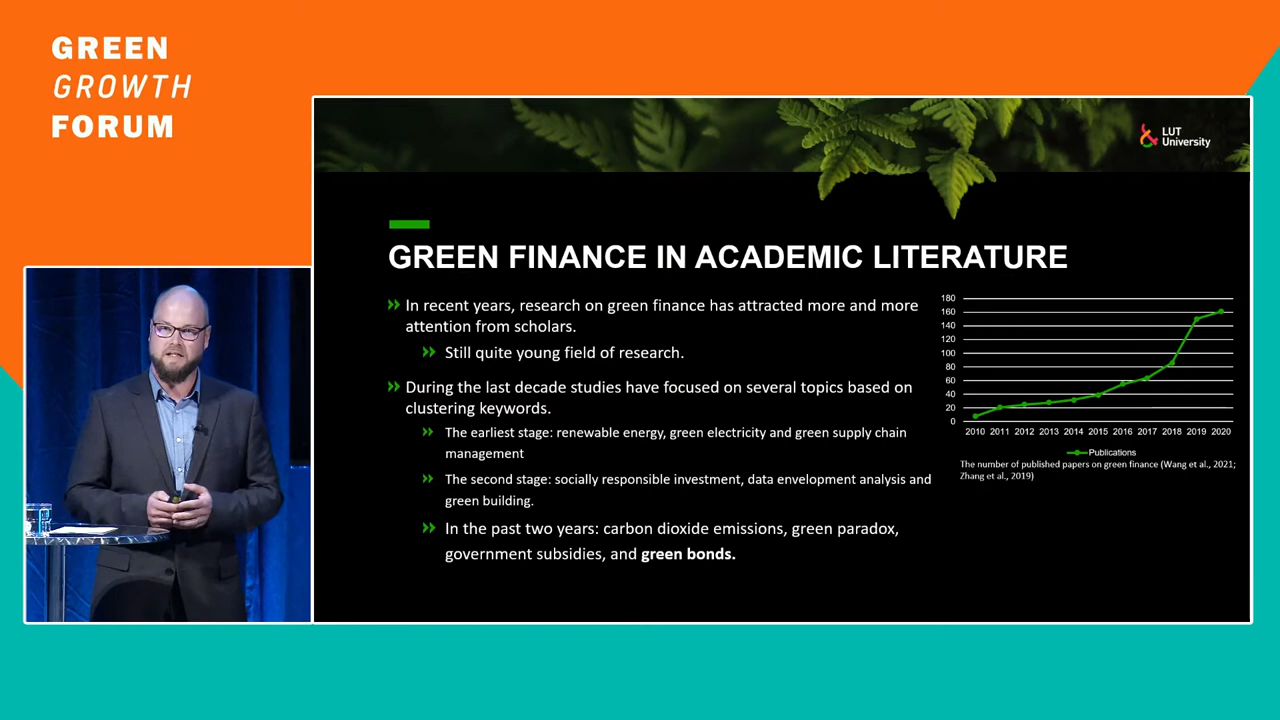 GREEN
GROWTH
FORUM
LUT
University
GREEN FINANCE IN ACADEMIC LITERATURE
In recent years, research on green finance has attracted more and more
attention from scholars.
Still quite young field of research.
During the last decade studies have focused on several topics based on
clustering keywords.
The earliest stage: renewable energy, green electricity and green supply chain
management
The second stage: socially responsible investment, data envelopment analysis and
green building.
In the past two years: carbon dioxide emissions, green paradox,
government subsidies, and green bonds.
180
160
140
120
100
80
60
40
20
0
2010 2011 2012 2013 2014 2015 2016 2017 2018 2019 2020
Publications
The number of published papers on green finance (Wang et al., 2021;
Zhang et al., 2019)